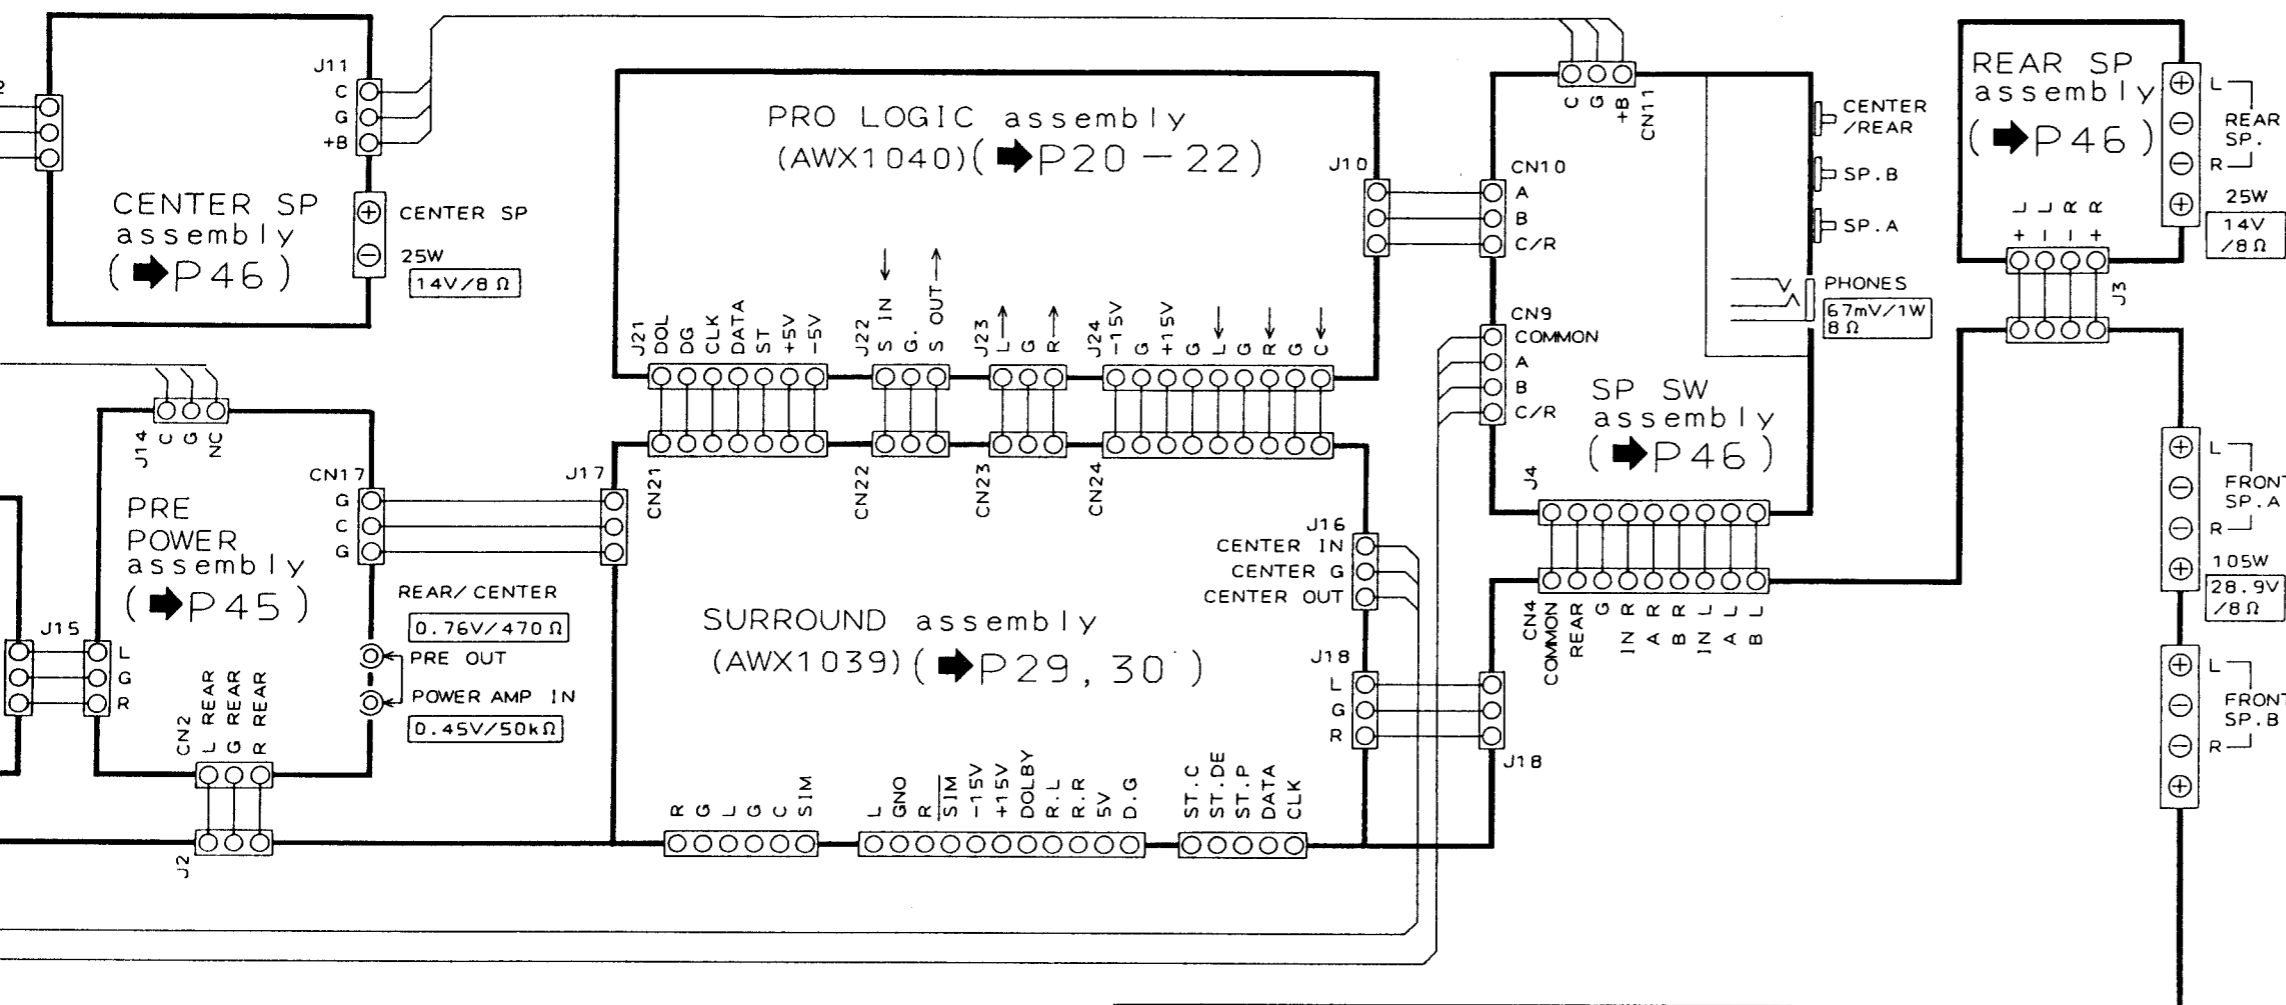 2
J11
C
G
+B
CENTER SP
assembly
(➡P46)
CENTER SP
25W
14V/8Ω
PRO LOGIC assembly
(AWX1040)(➡P20-22)
J10
J21
DOL
DG
CLK
DATA
ST
+5V
-5V
J22
S IN
G.
S OUT
J23
L
G
R
J24
-15V
G
+15V
G
L
G
R
G
C
C
G
+B
CN11
CN10
A
B
C/R
CN9
COMMON
A
B
C/R
CENTER
/REAR
SP.B
SP.A
PHONES
67mV/1W
8Ω
SP SW
assembly
(➡P46)
J4
REAR SP
assembly
(➡P46)
L
REAR
SP.
R
25W
14V
/8Ω
+L
-L
-R
+R
J3
J14
C
G
NC
CN17
G
C
G
J17
PRE
POWER
assembly
(➡P45)
REAR/CENTER
0.76V/470Ω
PRE OUT
POWER AMP IN
0.45V/50kΩ
J15
L
G
R
CN2
L REAR
G REAR
R REAR
J2
CN21
CN22
CN23
CN24
J16
CENTER IN
CENTER G
CENTER OUT
SURROUND assembly
(AWX1039)(➡P29,30)
J18
L
G
R
J18
R
G
L
G
C
SIM
L
GNO
R
SIM
-15V
+15V
DOLBY
R.L
R.R
5V
D.G
ST.C
ST.DE
ST.P
DATA
CLK
CN4
COMMON
REAR
G
IN R
A R
B R
IN L
A L
B L
L
FRONT
SP.A
R
105W
28.9V
/8Ω
L
FRONT
SP.B
R